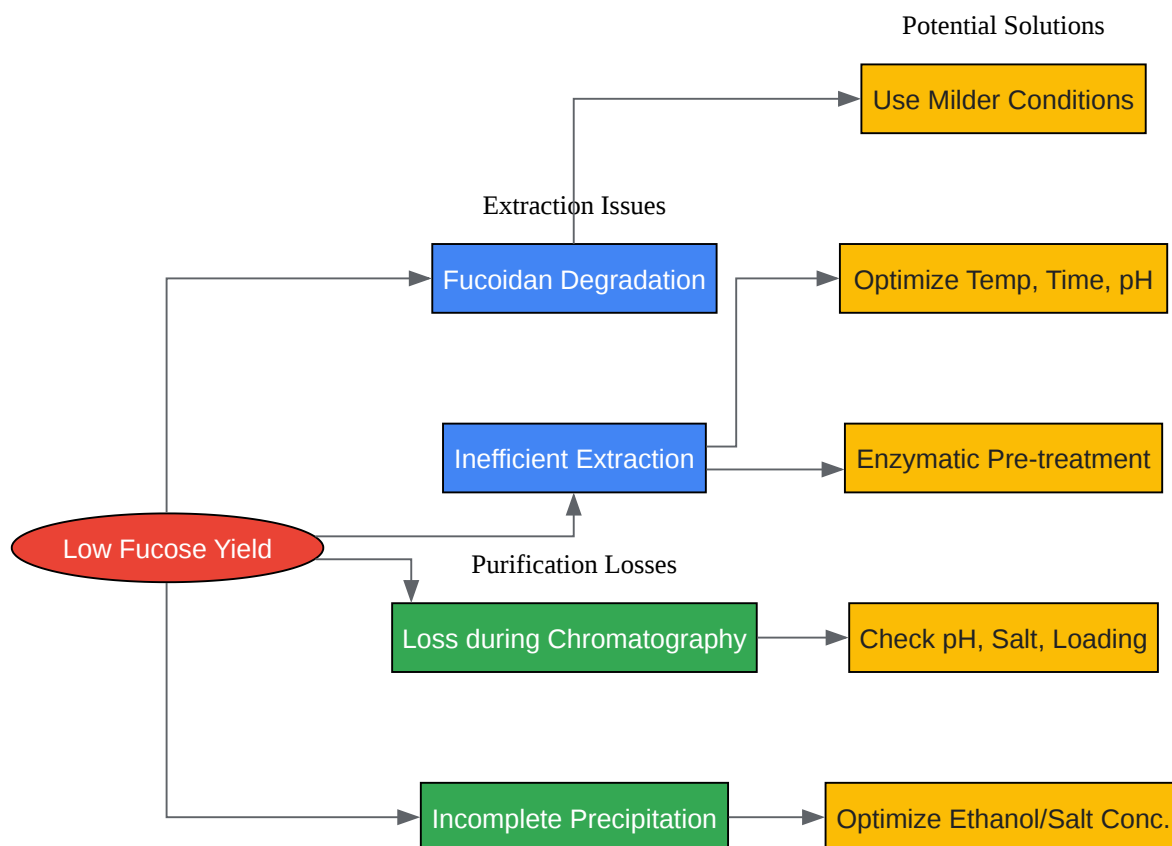 Potential Solutions
Use Milder Conditions
Extraction Issues
Fucoidan Degradation
Optimize Temp, Time, pH
Inefficient Extraction
Enzymatic Pre-treatment
Low Fucose Yield
Purification Losses
Loss during Chromatography
Check pH, Salt, Loading
Incomplete Precipitation
Optimize Ethanol/Salt Conc.